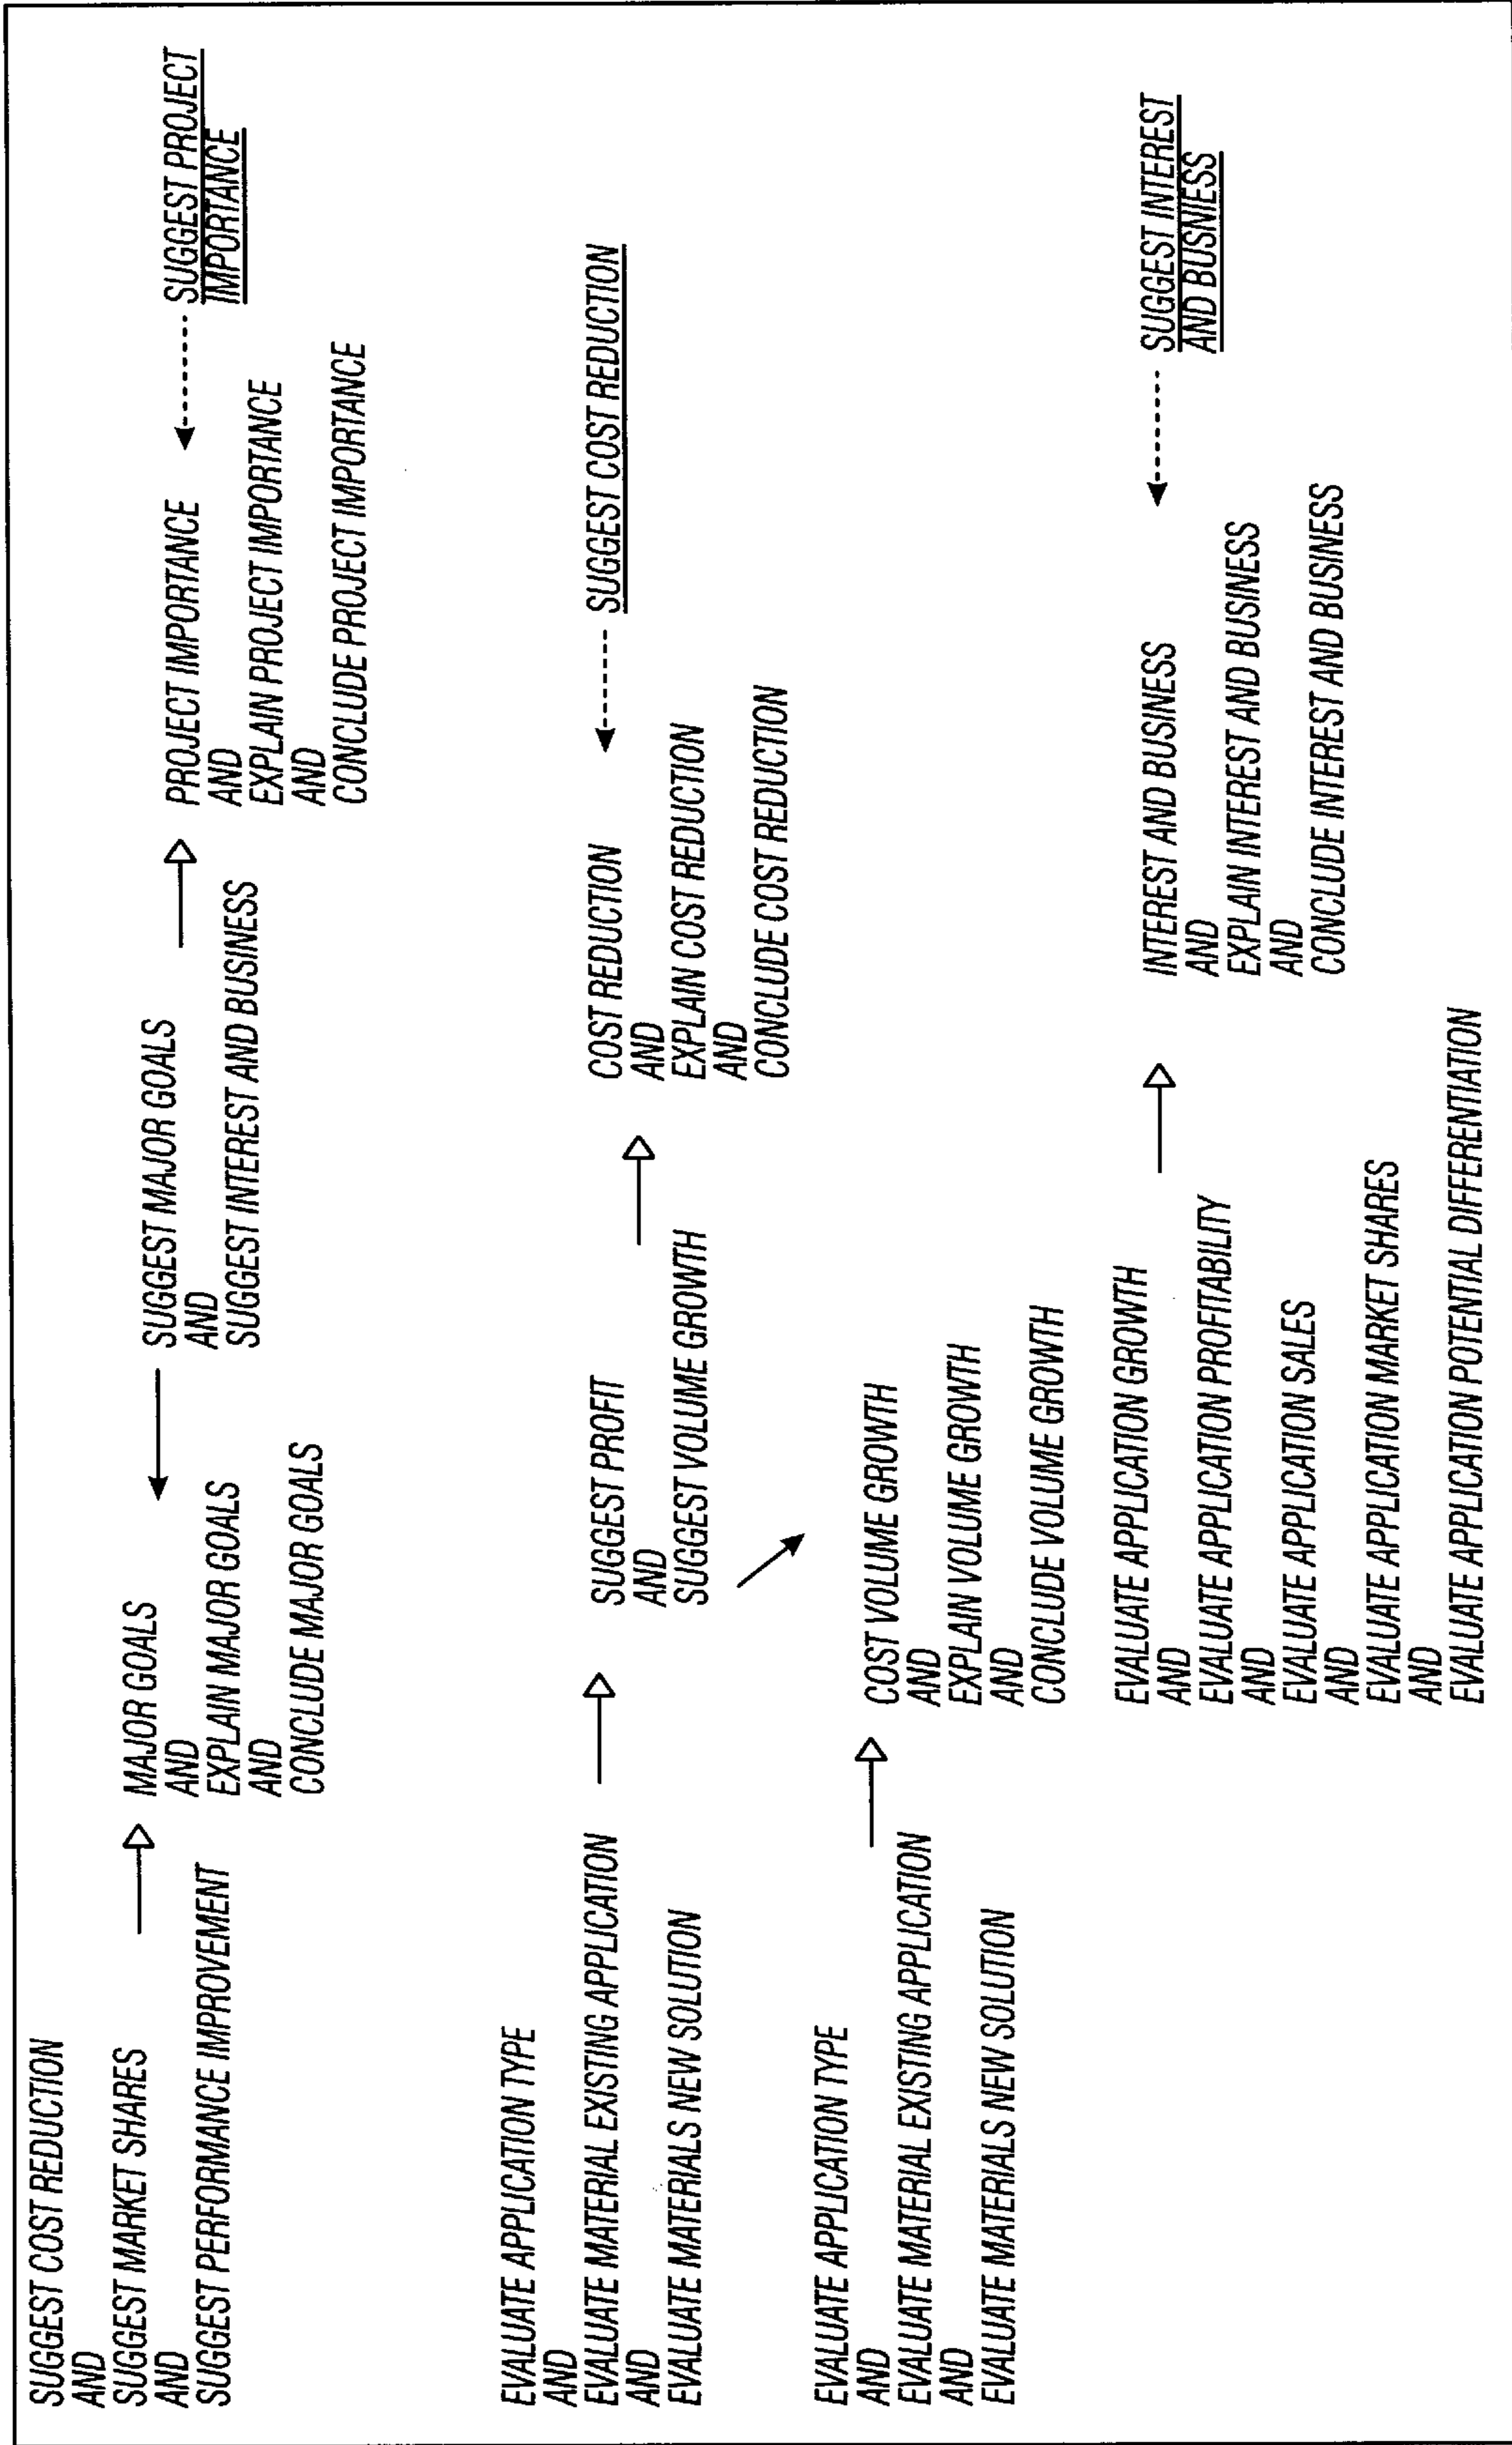 SUGGEST COST REDUCTION
AND
SUGGEST MARKET SHARES
AND
SUGGEST PERFORMANCE IMPROVEMENT
MAJOR GOALS
AND
EXPLAIN MAJOR GOALS
AND
CONCLUDE MAJOR GOALS
SUGGEST MAJOR GOALS
AND
SUGGEST INTEREST AND BUSINESS
PROJECT IMPORTANCE
AND
EXPLAIN PROJECT IMPORTANCE
AND
CONCLUDE PROJECT IMPORTANCE
SUGGEST PROJECT
IMPORTANCE
EVALUATE APPLICATION TYPE
AND
EVALUATE MATERIAL EXISTING APPLICATION
AND
EVALUATE MATERIALS NEW SOLUTION
SUGGEST PROFIT
AND
SUGGEST VOLUME GROWTH
COST REDUCTION
AND
EXPLAIN COST REDUCTION
AND
CONCLUDE COST REDUCTION
SUGGEST COST REDUCTION
EVALUATE APPLICATION TYPE
AND
EVALUATE MATERIAL EXISTING APPLICATION
AND
EVALUATE MATERIALS NEW SOLUTION
COST VOLUME GROWTH
AND
EXPLAIN VOLUME GROWTH
AND
CONCLUDE VOLUME GROWTH
EVALUATE APPLICATION GROWTH
AND
EVALUATE APPLICATION PROFITABILITY
AND
EVALUATE APPLICATION SALES
AND
EVALUATE APPLICATION MARKET SHARES
AND
EVALUATE APPLICATION POTENTIAL DIFFERENTIATION
INTEREST AND BUSINESS
AND
EXPLAIN INTEREST AND BUSINESS
AND
CONCLUDE INTEREST AND BUSINESS
SUGGEST INTEREST
AND BUSNIESS